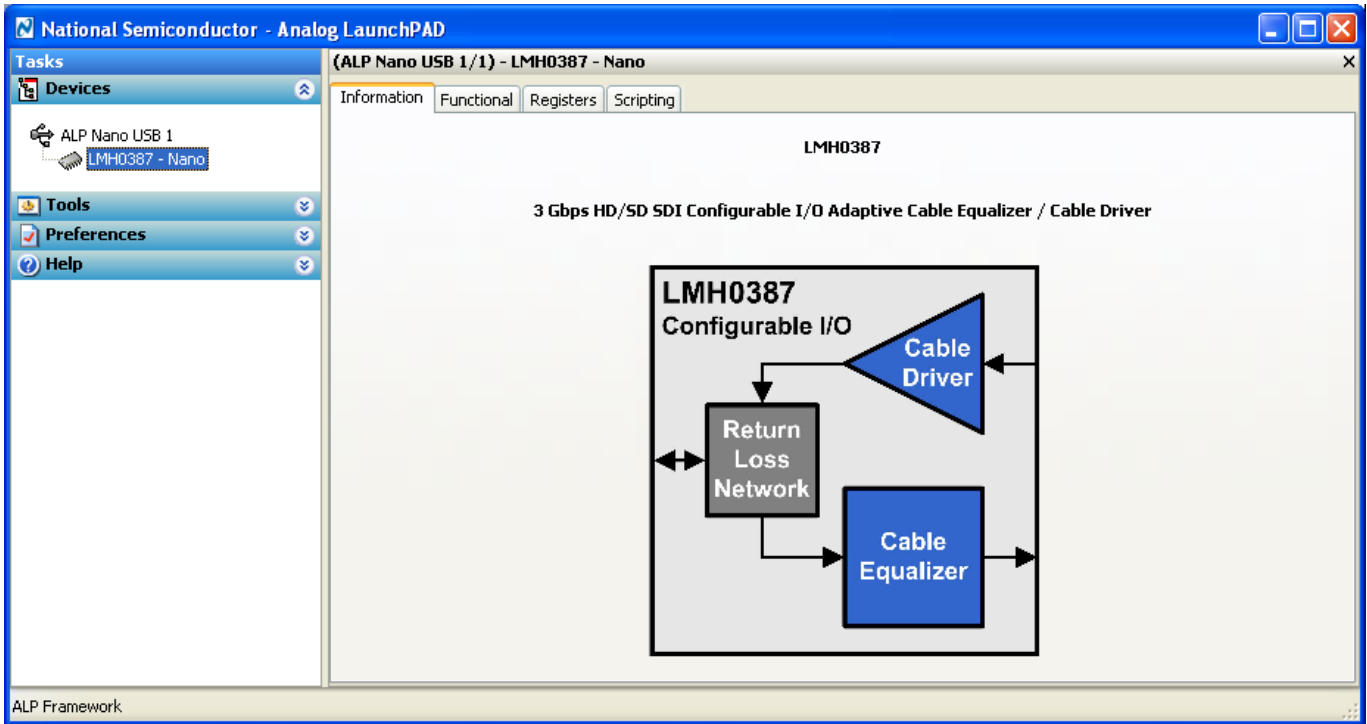 National Semiconductor - Analog LaunchPAD
Tasks
Devices
ALP Nano USB 1
LMH0387 - Nano
Tools
Preferences
Help
(ALP Nano USB 1/1) - LMH0387 - Nano
Information Functional Registers Scripting
LMH0387
3 Gbps HD/SD SDI Configurable I/O Adaptive Cable Equalizer / Cable Driver
LMH0387
Configurable I/O
Cable
Driver
Return
Loss
Network
Cable
Equalizer
ALP Framework